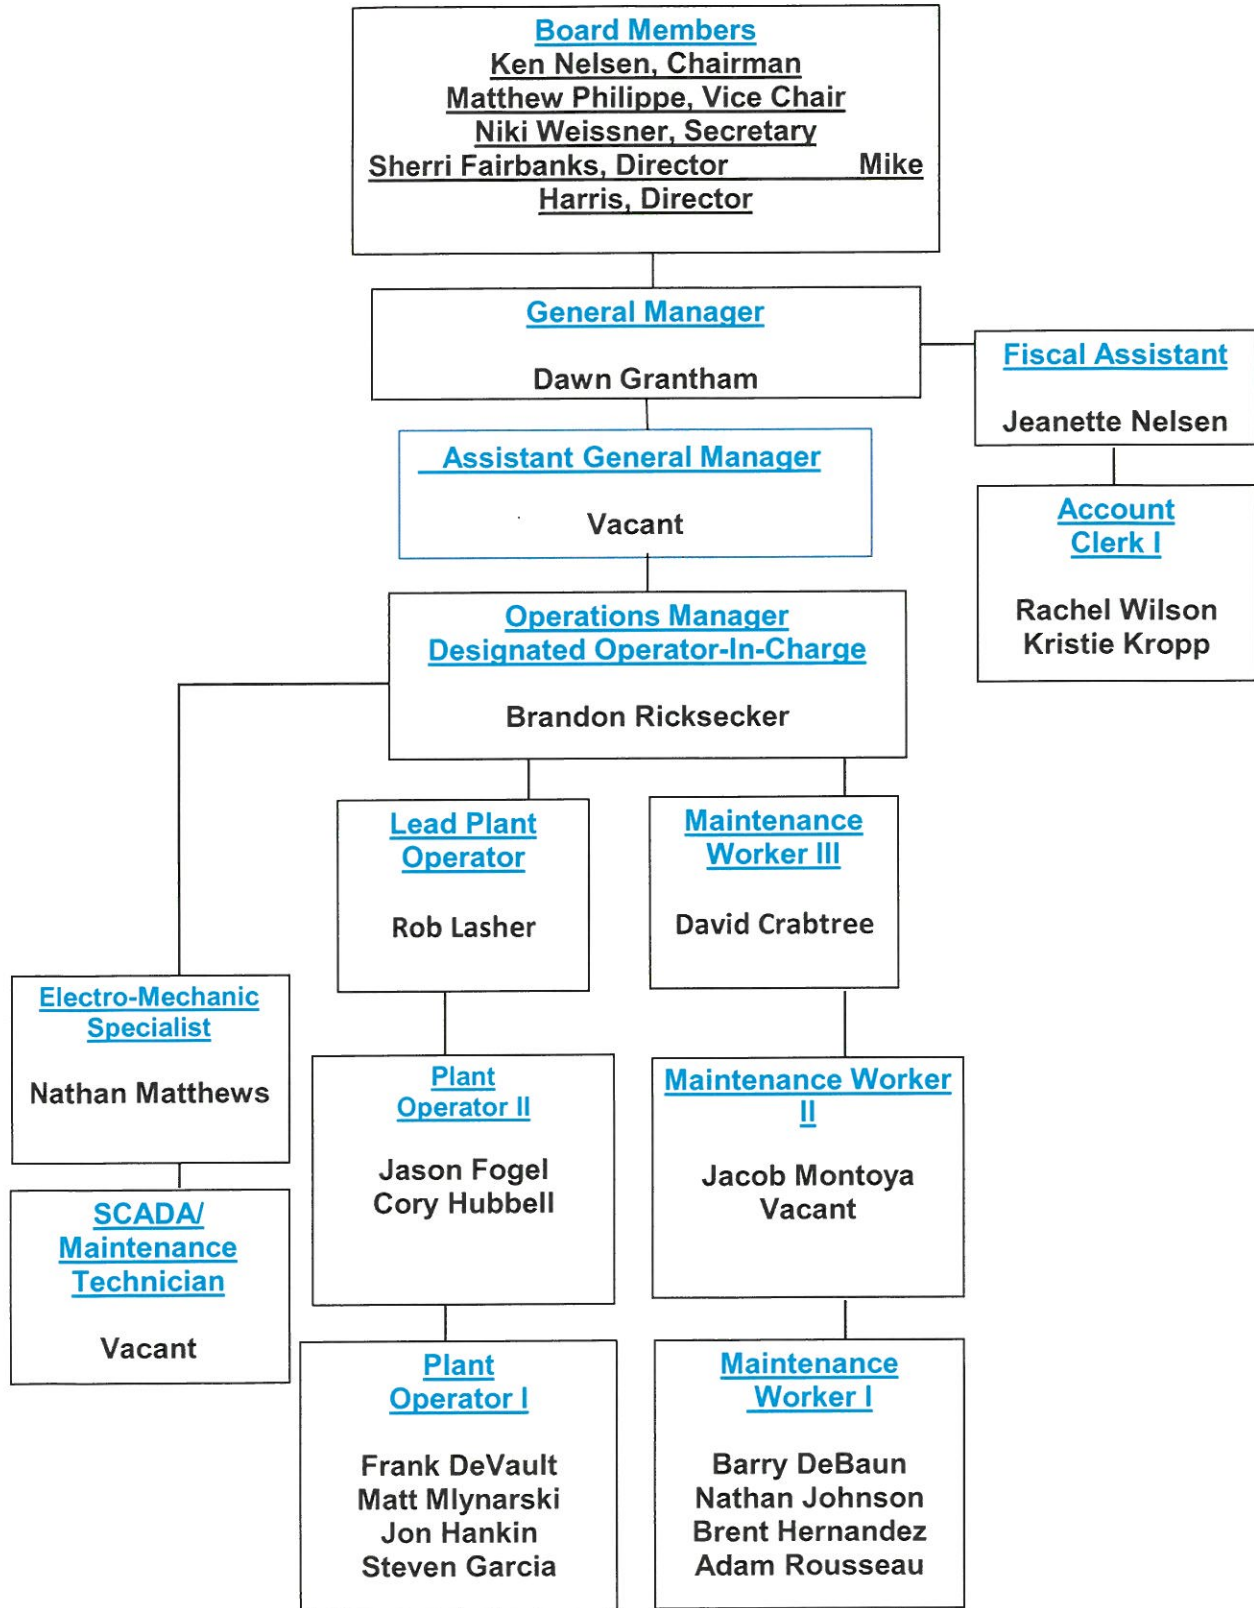 Board Members
Ken Nelsen, Chairman
Matthew Philippe, Vice Chair
Niki Weissner, Secretary
Sherri Fairbanks, Director Mike
Harris, Director
General Manager
Dawn Grantham
Fiscal Assistant
Jeanette Nelsen
Assistant General Manager
Vacant
Account
Clerk I
Rachel Wilson
Kristie Kropp
Operations Manager
Designated Operator-In-Charge
Brandon Ricksecker
Lead Plant
Operator
Rob Lasher
Maintenance
Worker III
David Crabtree
Electro-Mechanic
Specialist
Nathan Matthews
Plant
Operator II
Jason Fogel
Cory Hubbell
Maintenance Worker
II
Jacob Montoya
Vacant
SCADA/
Maintenance
Technician
Vacant
Plant
Operator I
Frank DeVault
Matt Mlynarski
Jon Hankin
Steven Garcia
Maintenance
Worker I
Barry DeBaun
Nathan Johnson
Brent Hernandez
Adam Rousseau